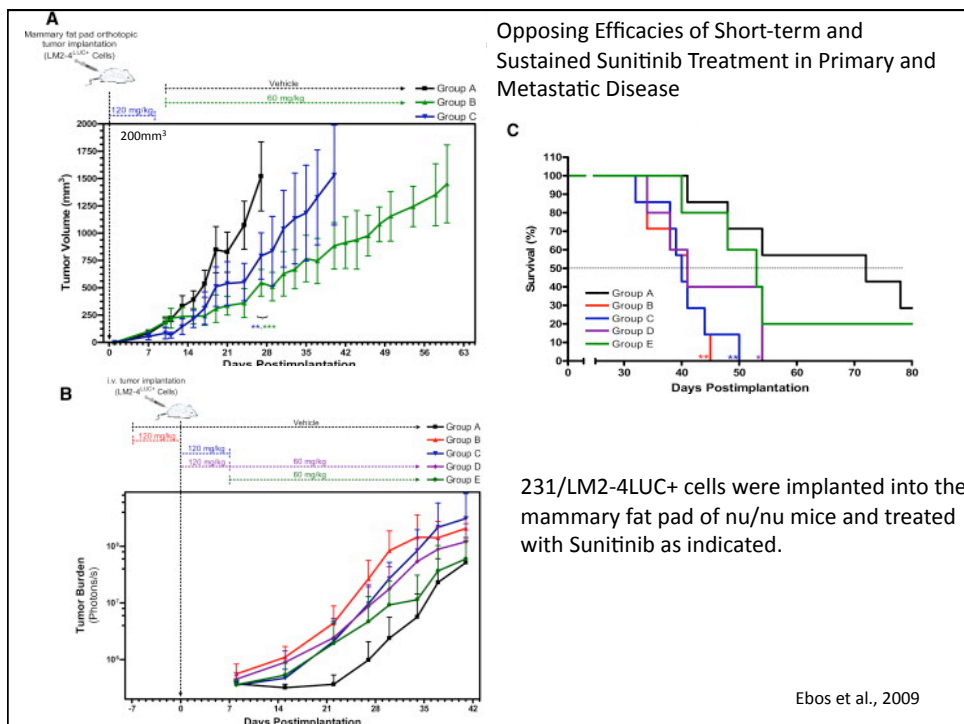 A
Mammary fat pad orthotopic
tumor implantation
(LM2-4LUC+ Cells)
Vehicle
60 mg/kg
120 mg/kg
Group A
Group B
Group C
200mm³
2000
1750
1500
1250
1000
750
500
250
0
Tumor Volume (mm³)
**,***
0 7 14 21 28 35 42 49 56 63
Days Postimplantation
Opposing Efficacies of Short-term and
Sustained Sunitinib Treatment in Primary and
Metastatic Disease
C
110
100
90
80
70
60
50
40
30
20
10
0
Survival (%)
Group A
Group B
Group C
Group D
Group E
** ** *
0 30 40 50 60 70 80
Days Postimplantation
B
i.v. tumor implantation
(LM2-4LUC+ Cells)
Vehicle
120 mg/kg
120 mg/kg
120 mg/kg 60 mg/kg
60 mg/kg
Group A
Group B
Group C
Group D
Group E
Tumor Burden
(Photons/s)
-7 0 7 14 21 28 35 42
Days Postimplantation
231/LM2-4LUC+ cells were implanted into the
mammary fat pad of nu/nu mice and treated
with Sunitinib as indicated.
Ebos et al., 2009